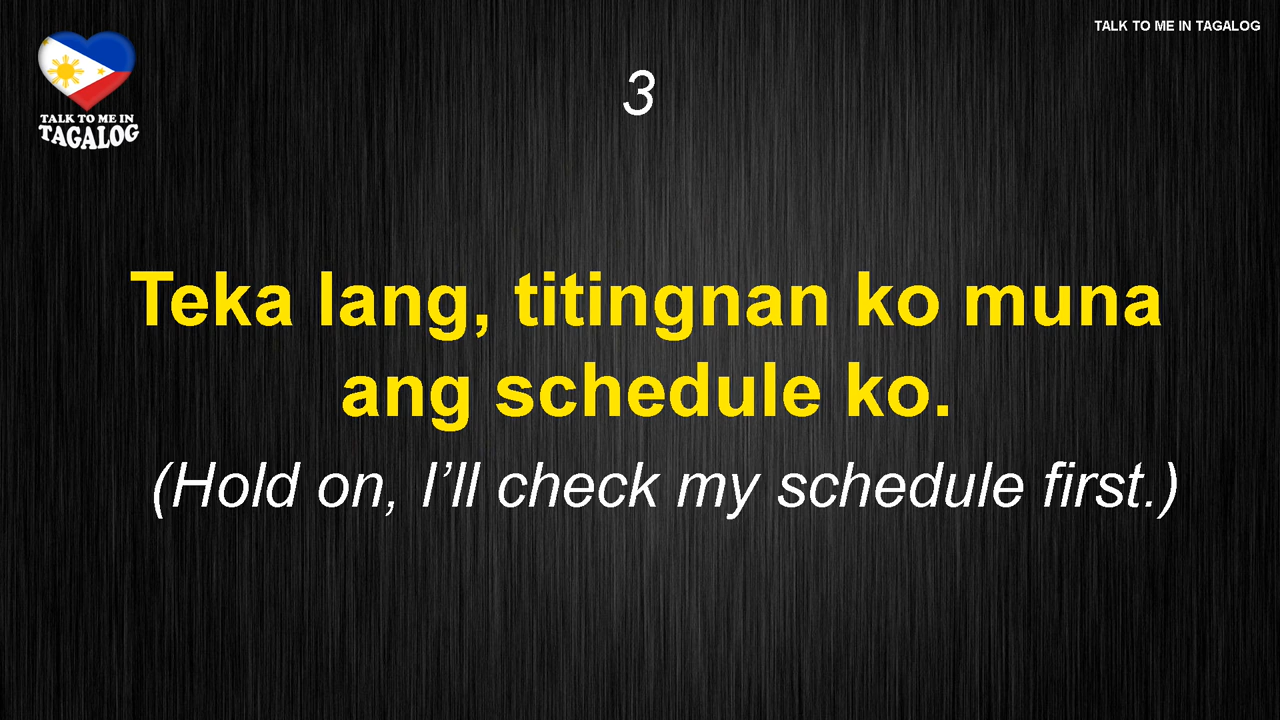 TALK TO ME IN TAGALOG
TALK TO ME IN
TAGALOG
3
Teka lang, titingnan ko muna
ang schedule ko.
(Hold on, I’ll check my schedule first.)